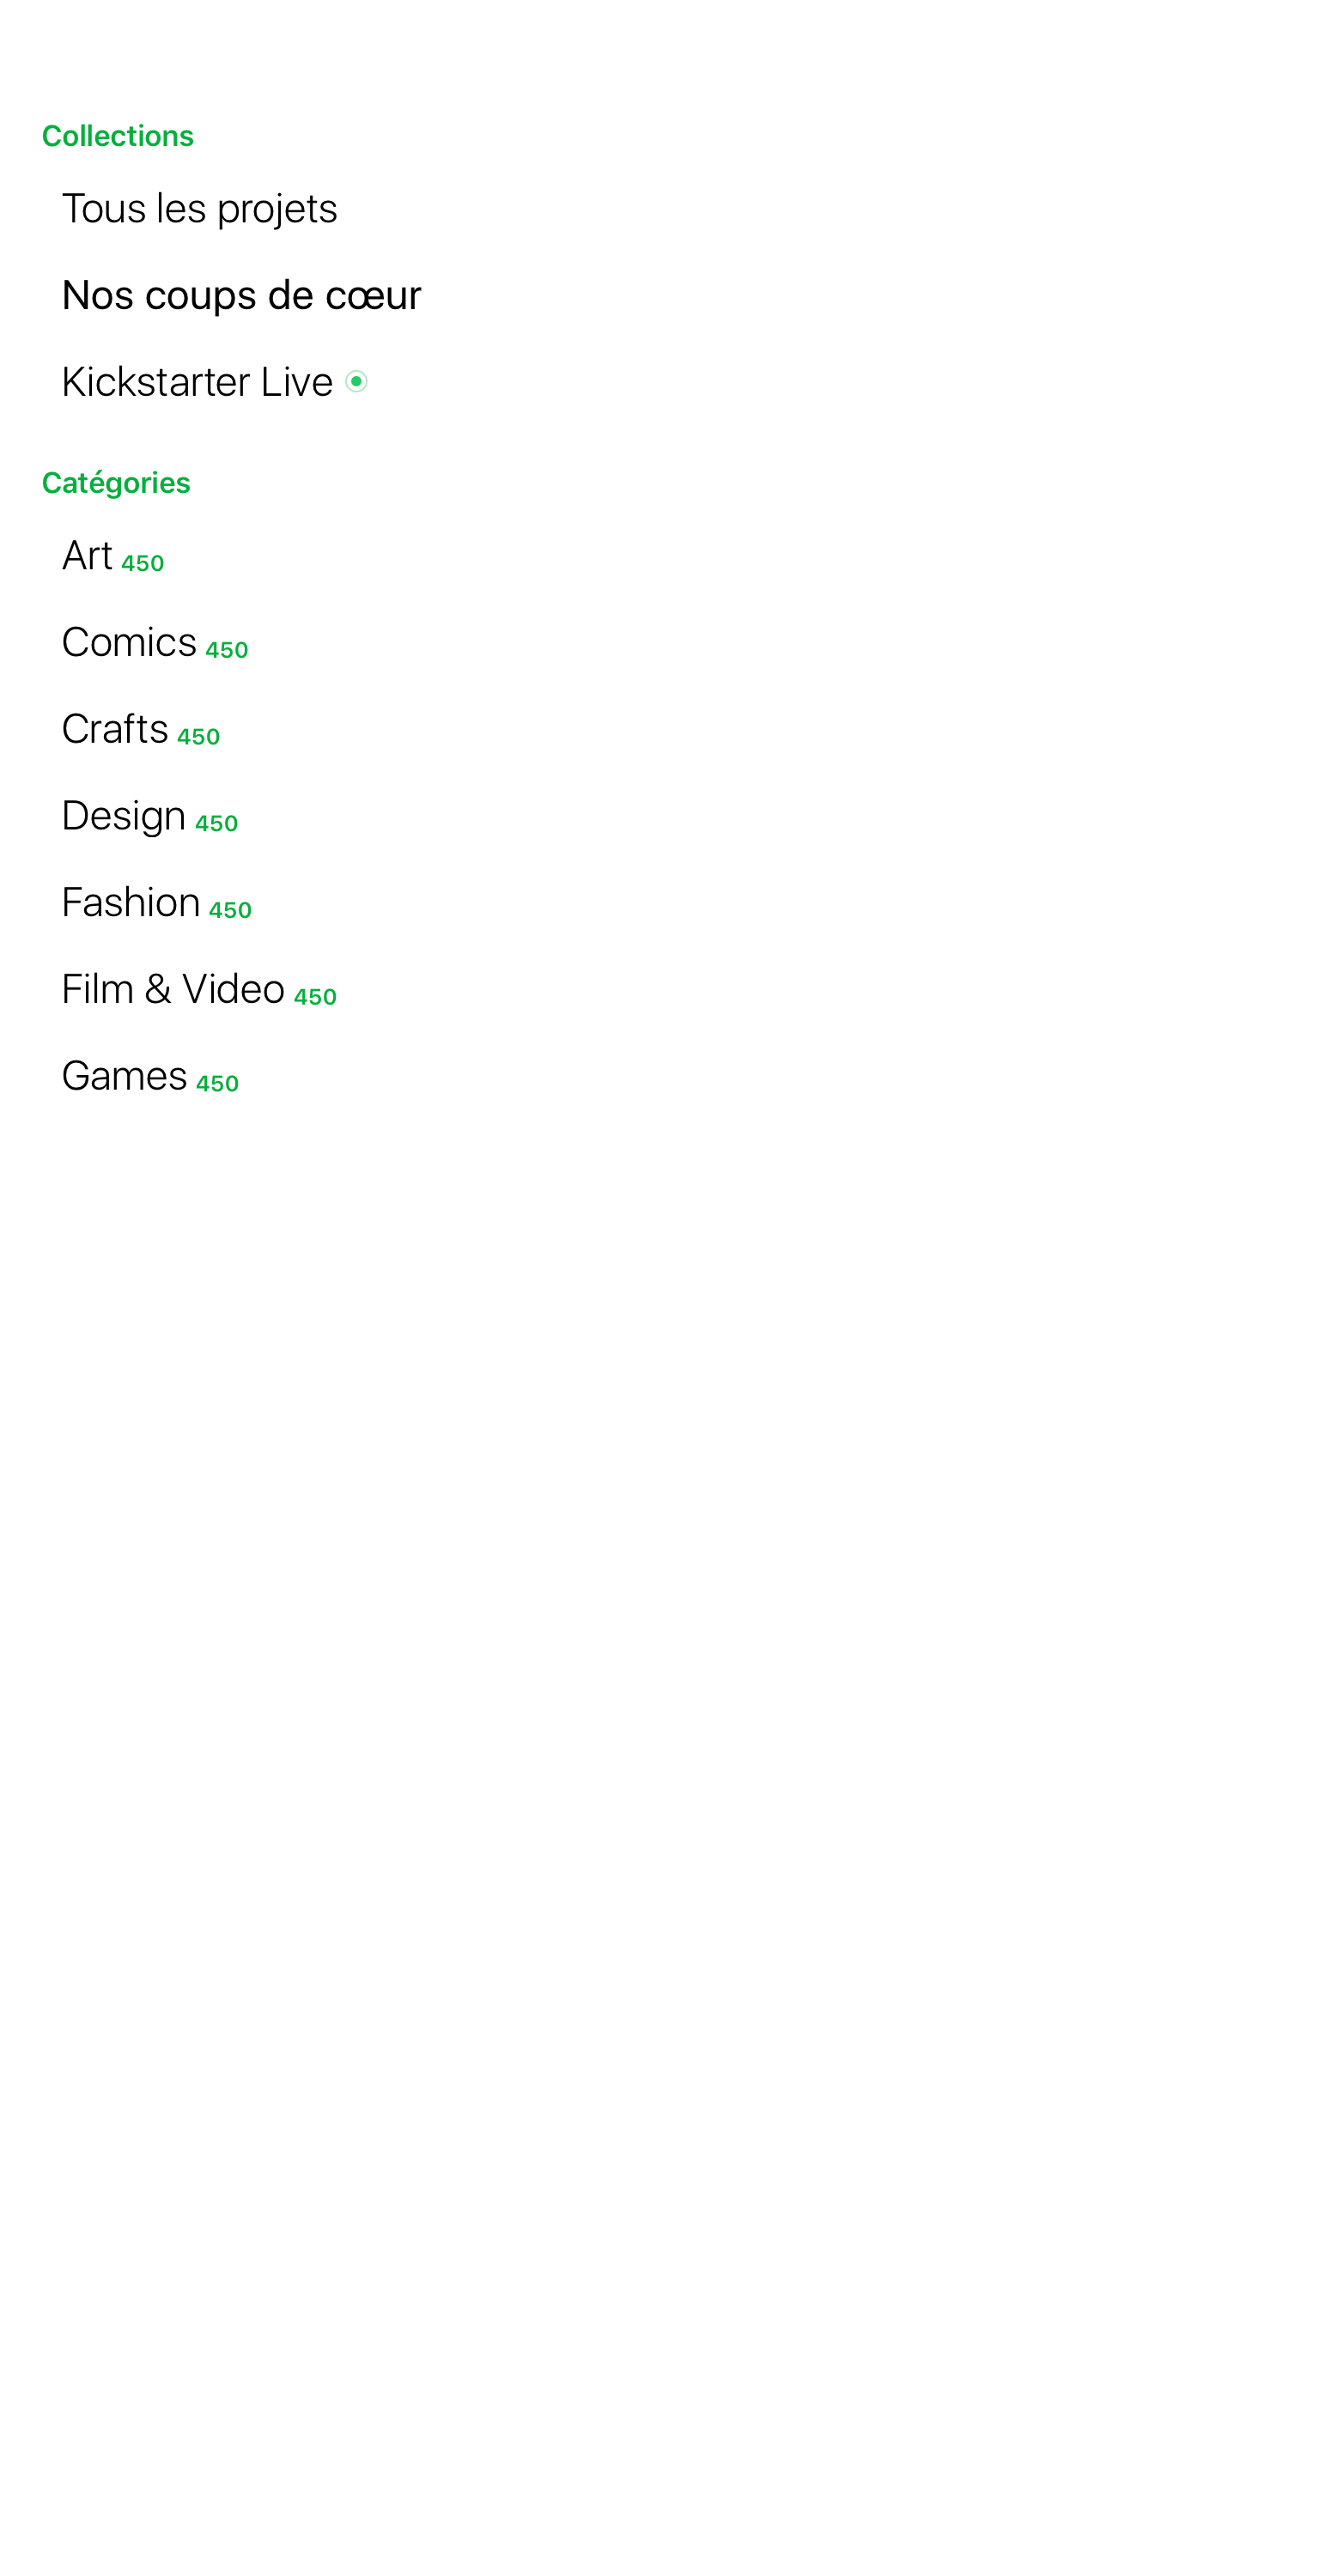 Collections
Tous les projets
Nos coups de cœur
Kickstarter Live
Catégories
Art 450
Comics 450
Crafts 450
Design 450
Fashion 450
Film & Video 450
Games 450